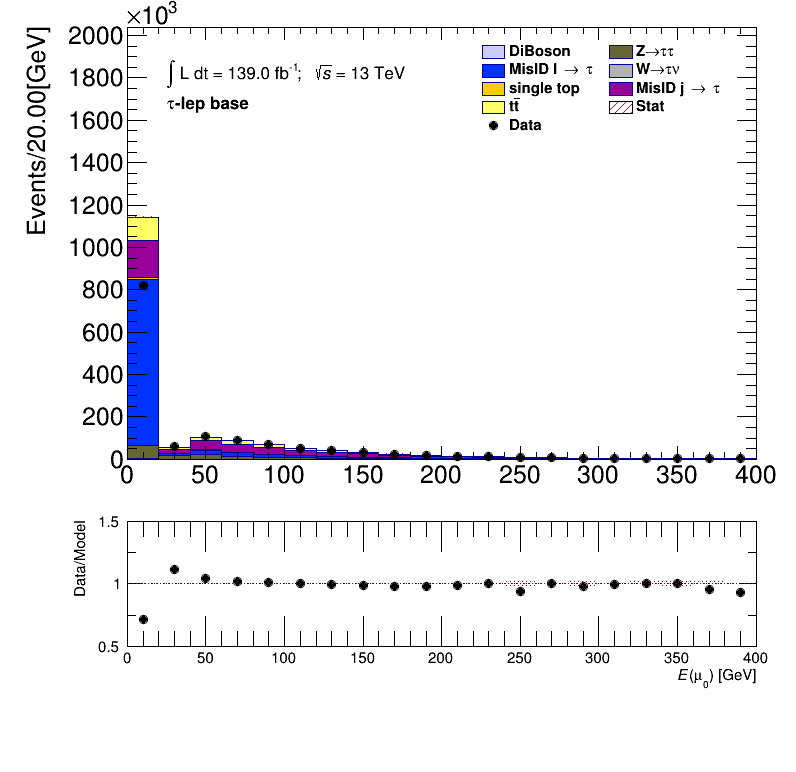 ×10³
Events/20.00[GeV]
2000
1800
1600
1400
1200
1000
800
600
400
200
0
∫ L dt = 139.0 fb⁻¹; √s = 13 TeV
τ-lep base
DiBoson
Z→ττ
MisID l → τ
W→τν
single top
MisID j → τ
tt̄
Stat
Data
0 50 100 150 200 250 300 350 400
Data/Model
1.5
1
0.5
0 50 100 150 200 250 300 350 400
E(μ₀) [GeV]